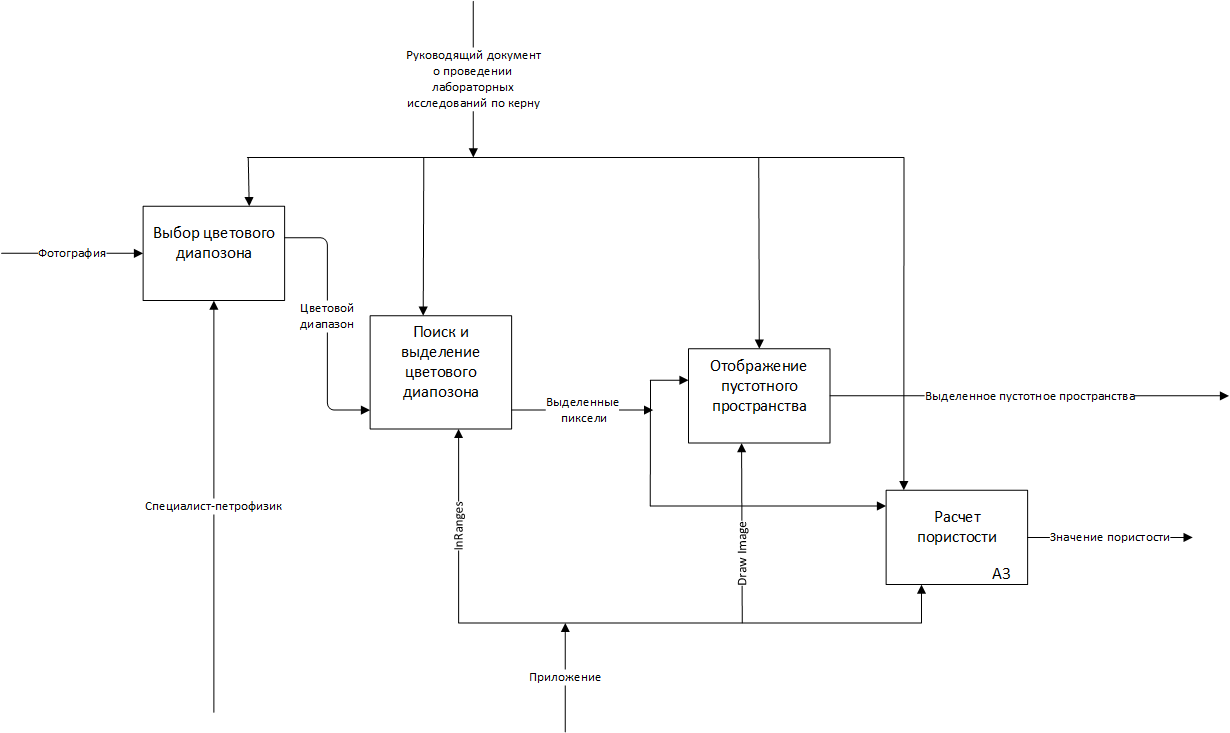 Руководящий документ
о проведении
лабораторных
исследований по керну
Выбор цветового
диапозона
Фотография
Цветовой
диапазон
Поиск и
выделение
цветового
диапозона
Отображение
пустотного
пространства
Выделенные
пиксели
Выделенное пустотное пространства
Специалист-петрофизик
InRanges
Draw Image
Расчет
пористости
А3
Значение пористости
Приложение